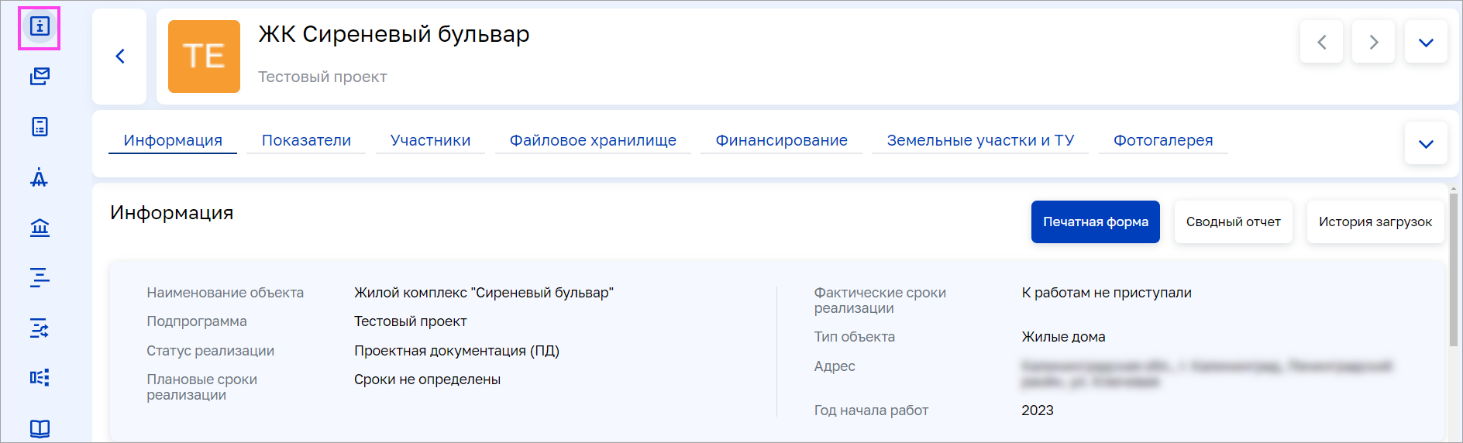 ЖК Сиреневый бульвар
ТЕ
Тестовый проект
Информация Показатели Участники Файловое хранилище Финансирование Земельные участки и ТУ Фотогалерея
Информация
Печатная форма Сводный отчет История загрузок
Наименование объекта Жилой комплекс "Сиреневый бульвар"
Подпрограмма Тестовый проект
Статус реализации Проектная документация (ПД)
Плановые сроки Сроки не определены
реализации
Фактические сроки К работам не приступали
реализации
Тип объекта Жилые дома
Адрес
Год начала работ 2023